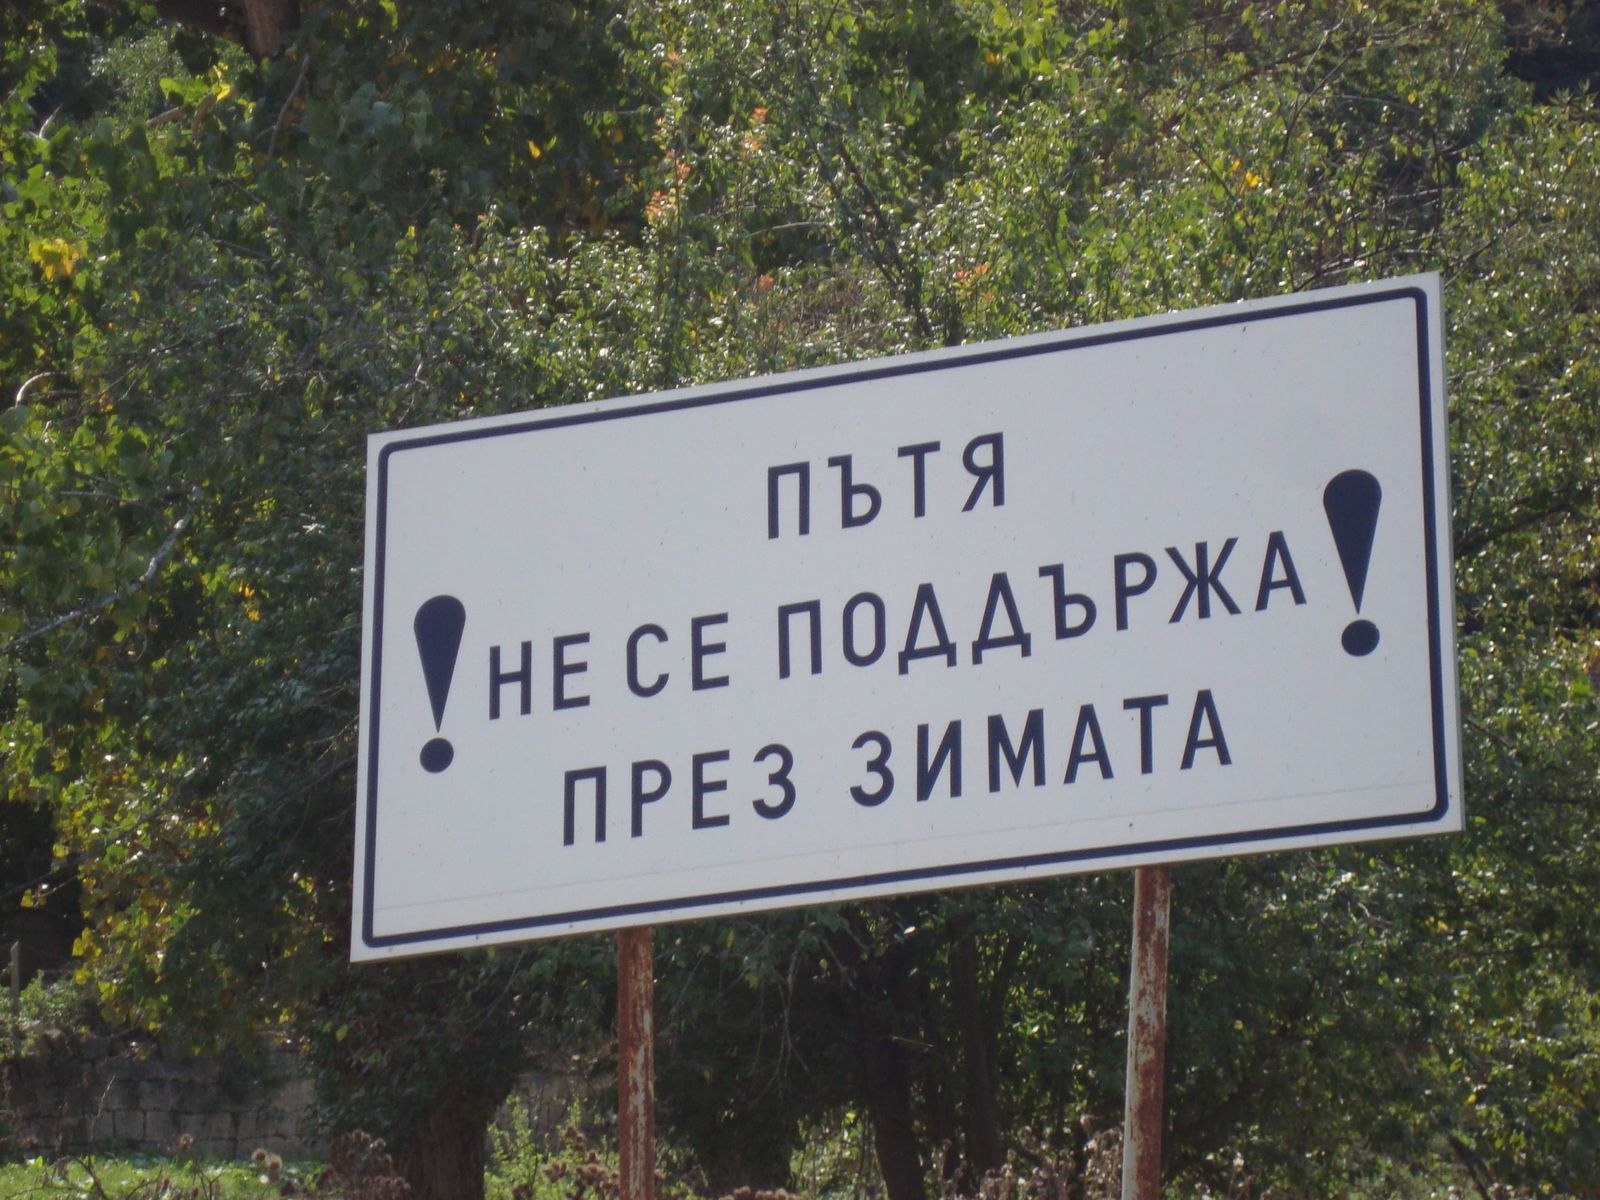 ПЪТЯ
! НЕ СЕ ПОДДЪРЖА !
ПРЕЗ ЗИМАТА